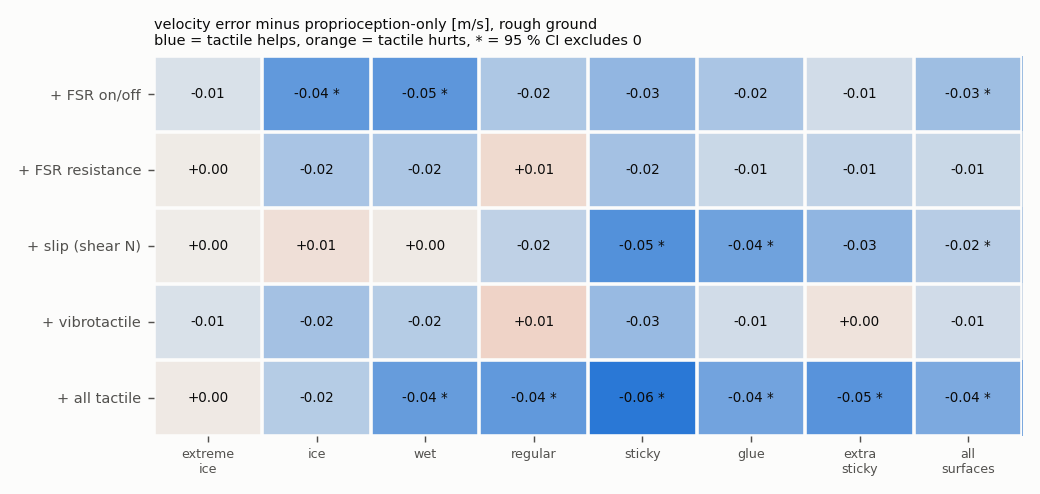 velocity error minus proprioception-only [m/s], rough ground
blue = tactile helps, orange = tactile hurts, * = 95 % CI excludes 0
+ FSR on/off -0.01 -0.04 * -0.05 * -0.02 -0.03 -0.02 -0.01 -0.03 *
+ FSR resistance +0.00 -0.02 -0.02 +0.01 -0.02 -0.01 -0.01 -0.01
+ slip (shear N) +0.00 +0.01 +0.00 -0.02 -0.05 * -0.04 * -0.03 -0.02 *
+ vibrotactile -0.01 -0.02 -0.02 +0.01 -0.03 -0.01 +0.00 -0.01
+ all tactile +0.00 -0.02 -0.04 * -0.04 * -0.06 * -0.04 * -0.05 * -0.04 *
extreme ice wet regular sticky glue extra all
ice sticky surfaces